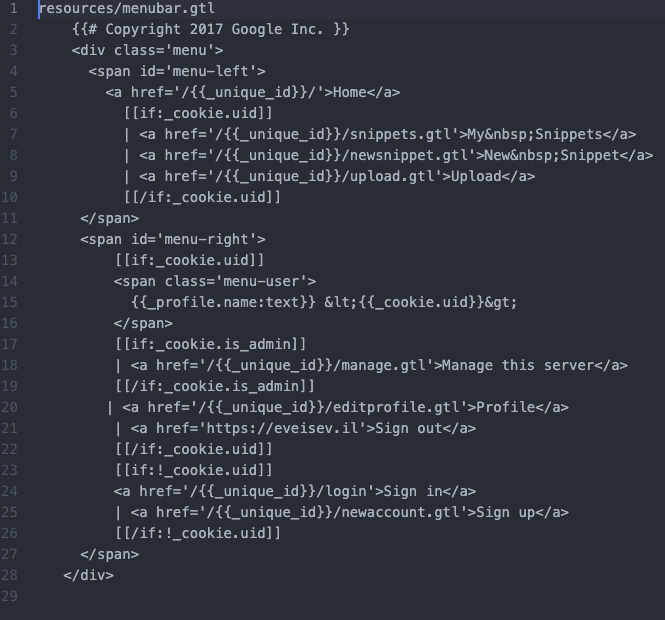 1 resources/menubar.gtl
2 {{# Copyright 2017 Google Inc. }}
3 <div class='menu'>
4 <span id='menu-left'>
5 <a href='/{{_unique_id}}/'>Home</a>
6 [[if:_cookie.uid]]
7 | <a href='/{{_unique_id}}/snippets.gtl'>My&nbsp;Snippets</a>
8 | <a href='/{{_unique_id}}/newsnippet.gtl'>New&nbsp;Snippet</a>
9 | <a href='/{{_unique_id}}/upload.gtl'>Upload</a>
10 [[/if:_cookie.uid]]
11 </span>
12 <span id='menu-right'>
13 [[if:_cookie.uid]]
14 <span class='menu-user'>
15 {{_profile.name:text}} &lt;{{_cookie.uid}}&gt;
16 </span>
17 [[if:_cookie.is_admin]]
18 | <a href='/{{_unique_id}}/manage.gtl'>Manage this server</a>
19 [[/if:_cookie.is_admin]]
20 | <a href='/{{_unique_id}}/editprofile.gtl'>Profile</a>
21 | <a href='https://eveisev.il'>Sign out</a>
22 [[/if:_cookie.uid]]
23 [[if:!_cookie.uid]]
24 <a href='/{{_unique_id}}/login'>Sign in</a>
25 | <a href='/{{_unique_id}}/newaccount.gtl'>Sign up</a>
26 [[/if:!_cookie.uid]]
27 </span>
28 </div>
29